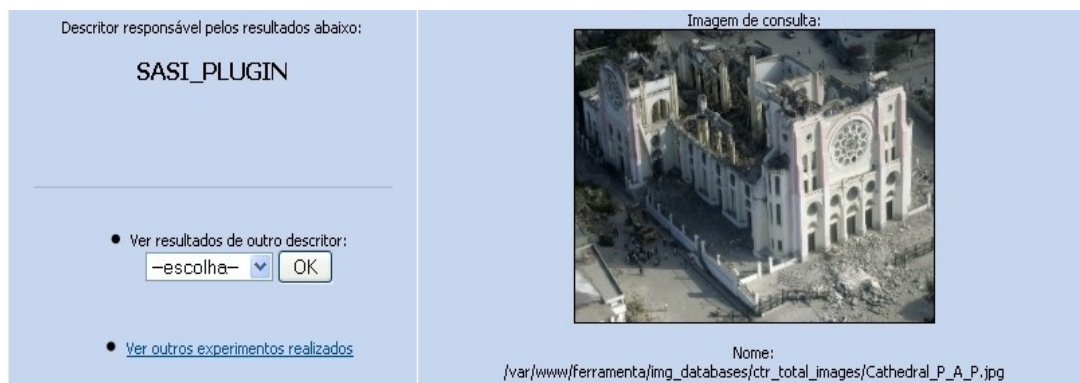 Descritor responsável pelos resultados abaixo:
SASI_PLUGIN
Ver resultados de outro descritor:
–escolha–
OK
Ver outros experimentos realizados
Imagem de consulta:
Nome:
/var/www/ferramenta/img_databases/ctr_total_images/Cathedral_P_A_P.jpg